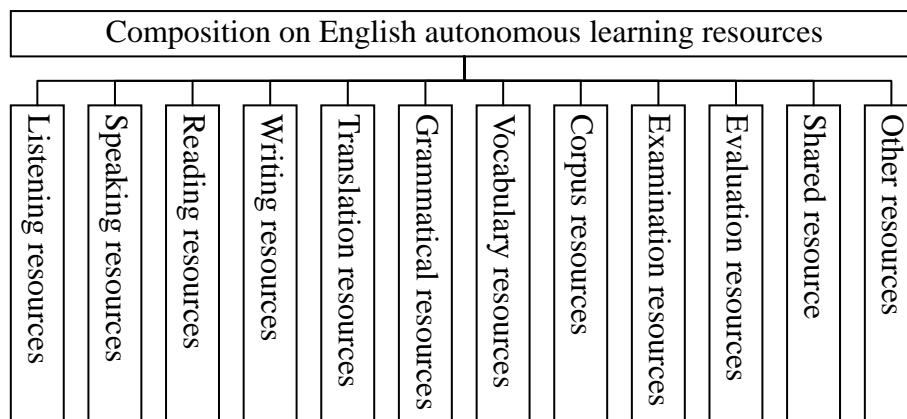 Composition on English autonomous learning resources
Listening resources
Speaking resources
Reading resources
Writing resources
Translation resources
Grammatical resources
Vocabulary resources
Corpus resources
Examination resources
Evaluation resources
Shared resource
Other resources